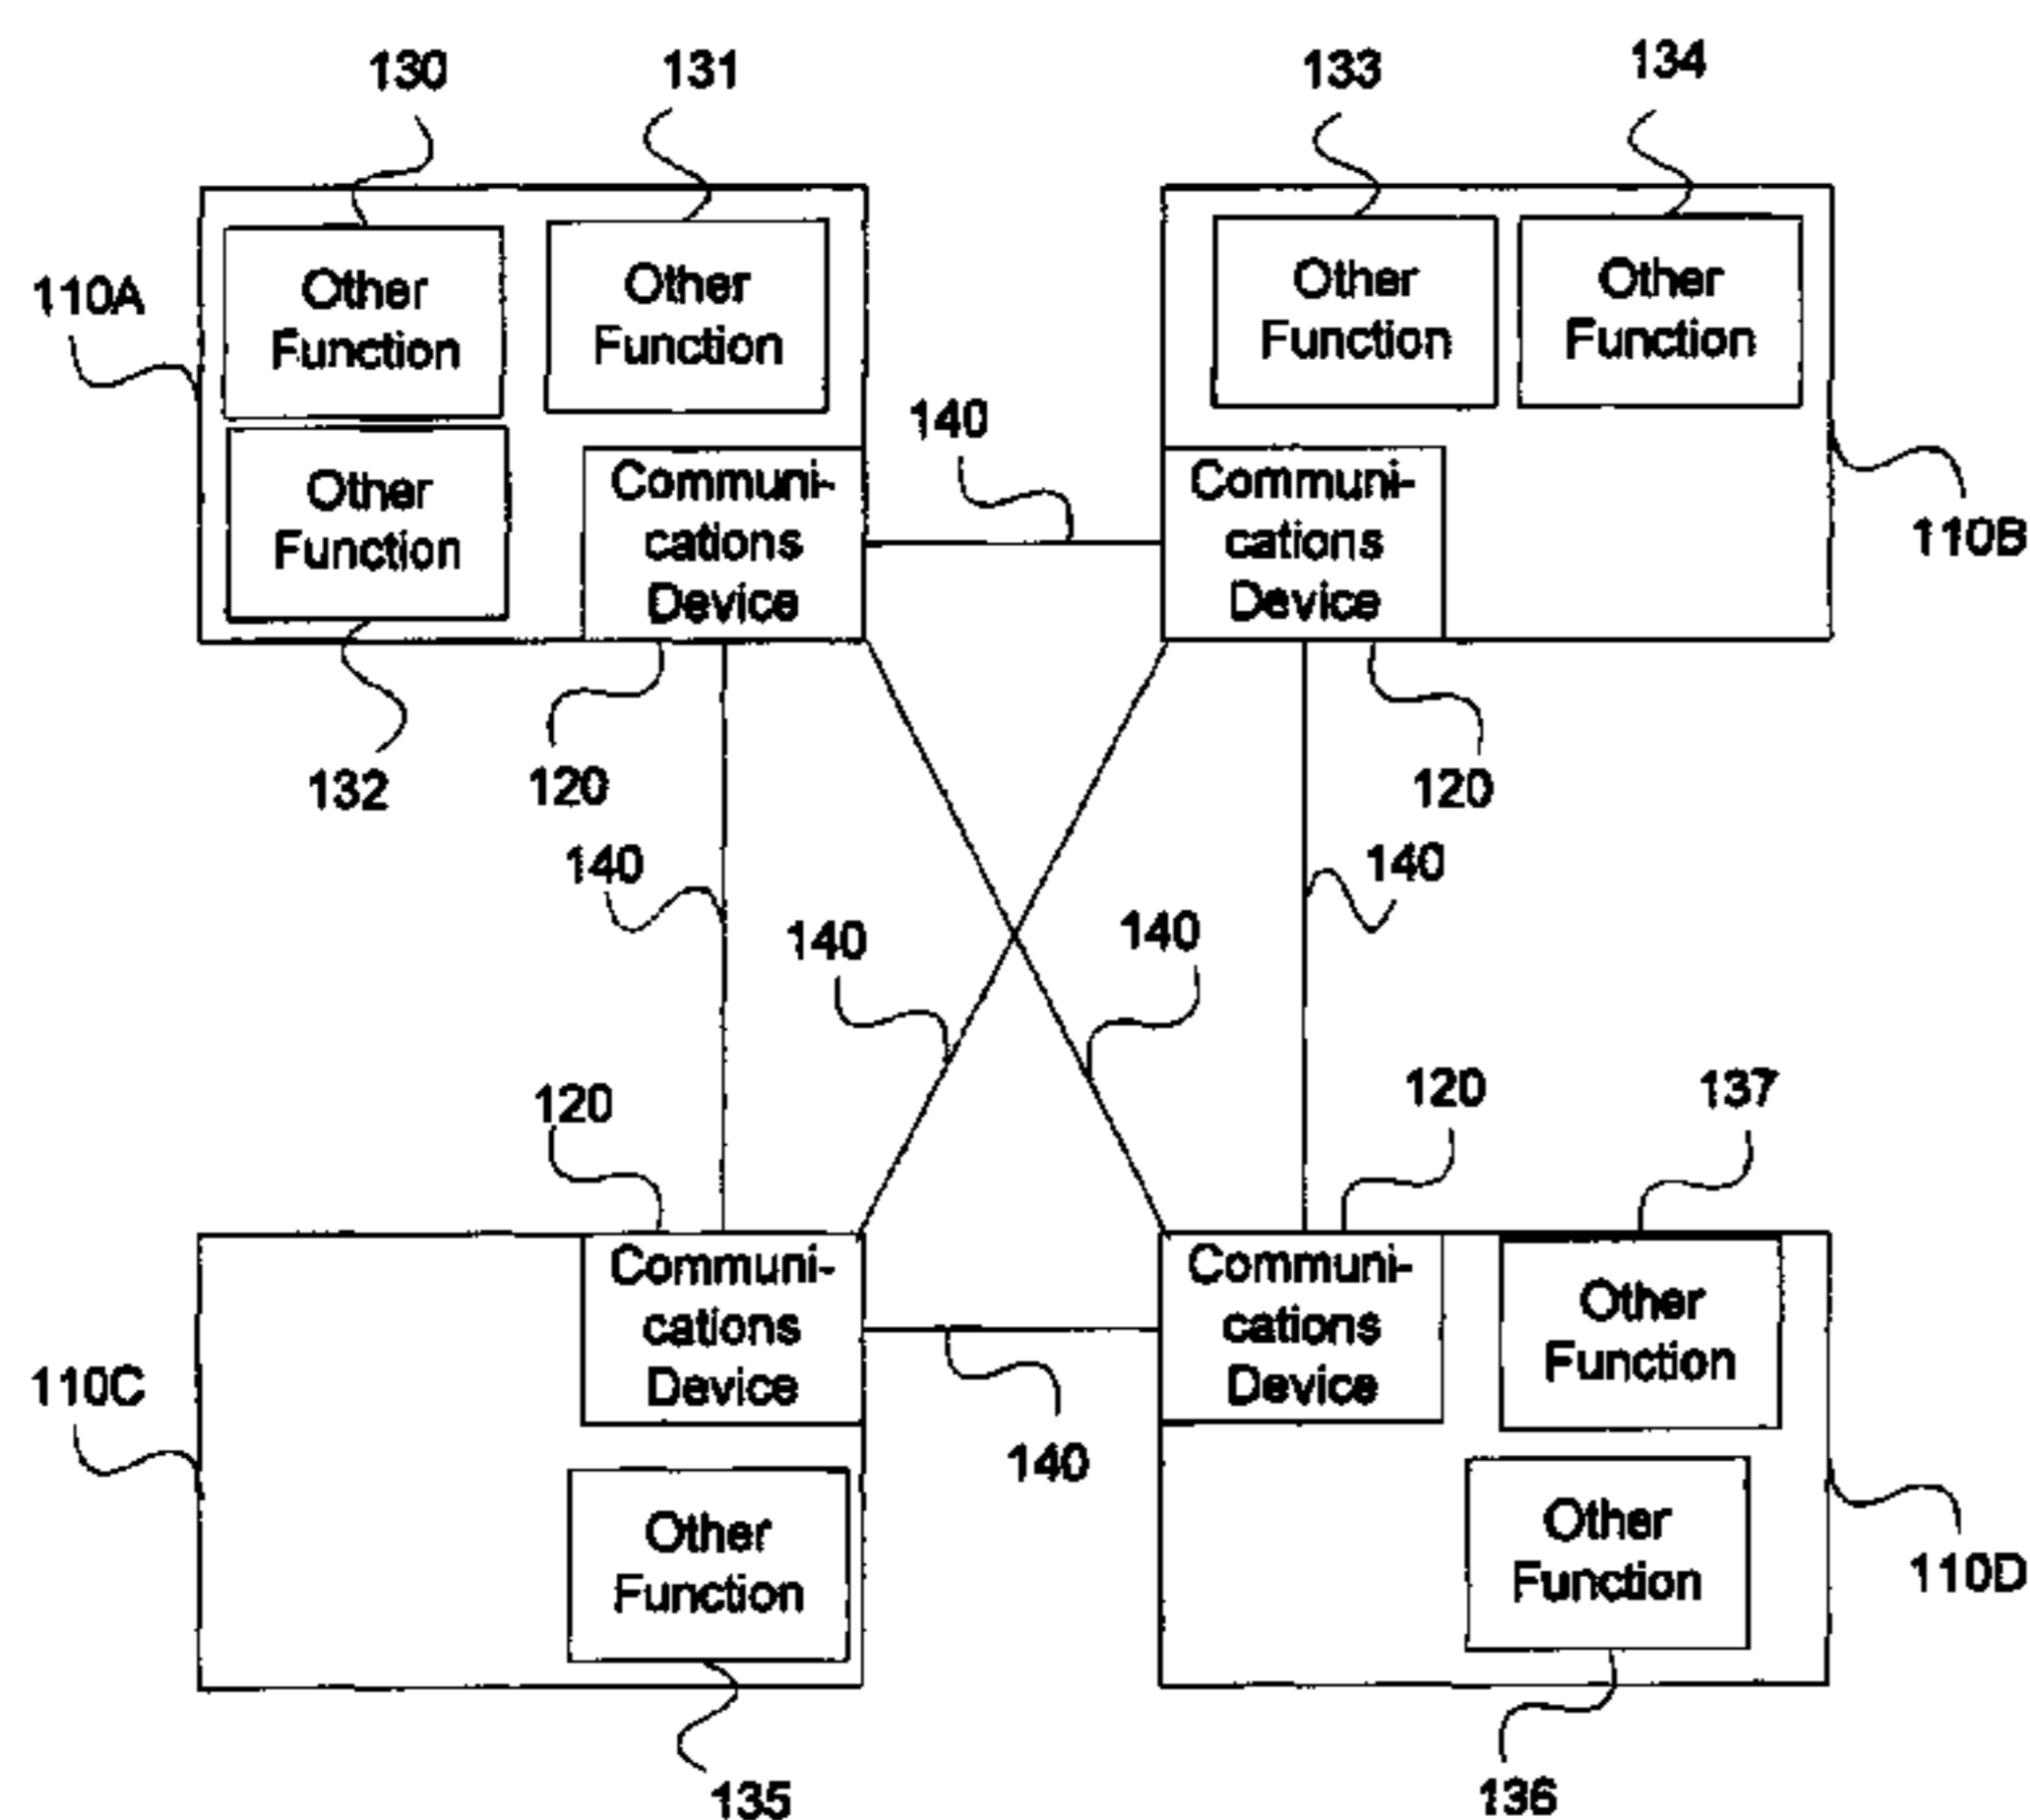 130
131
133
134
110A
Other
Function
Other
Function
Other
Function
Other
Function
140
Other
Function
Communi-
cations
Device
Communi-
cations
Device
110B
132
120
120
140
140
140
140
120
120
137
Communi-
cations
Device
Communi-
cations
Device
Other
Function
110C
140
Other
Function
Other
Function
110D
135
136